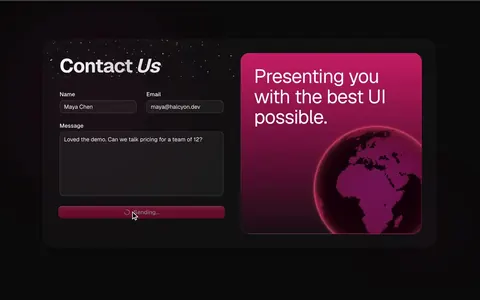 Contact Us
Name
Email
Maya Chen
maya@halcyon.dev
Message
Loved the demo. Can we talk pricing for a team of 12?
Sending...
Presenting you
with the best UI
possible.